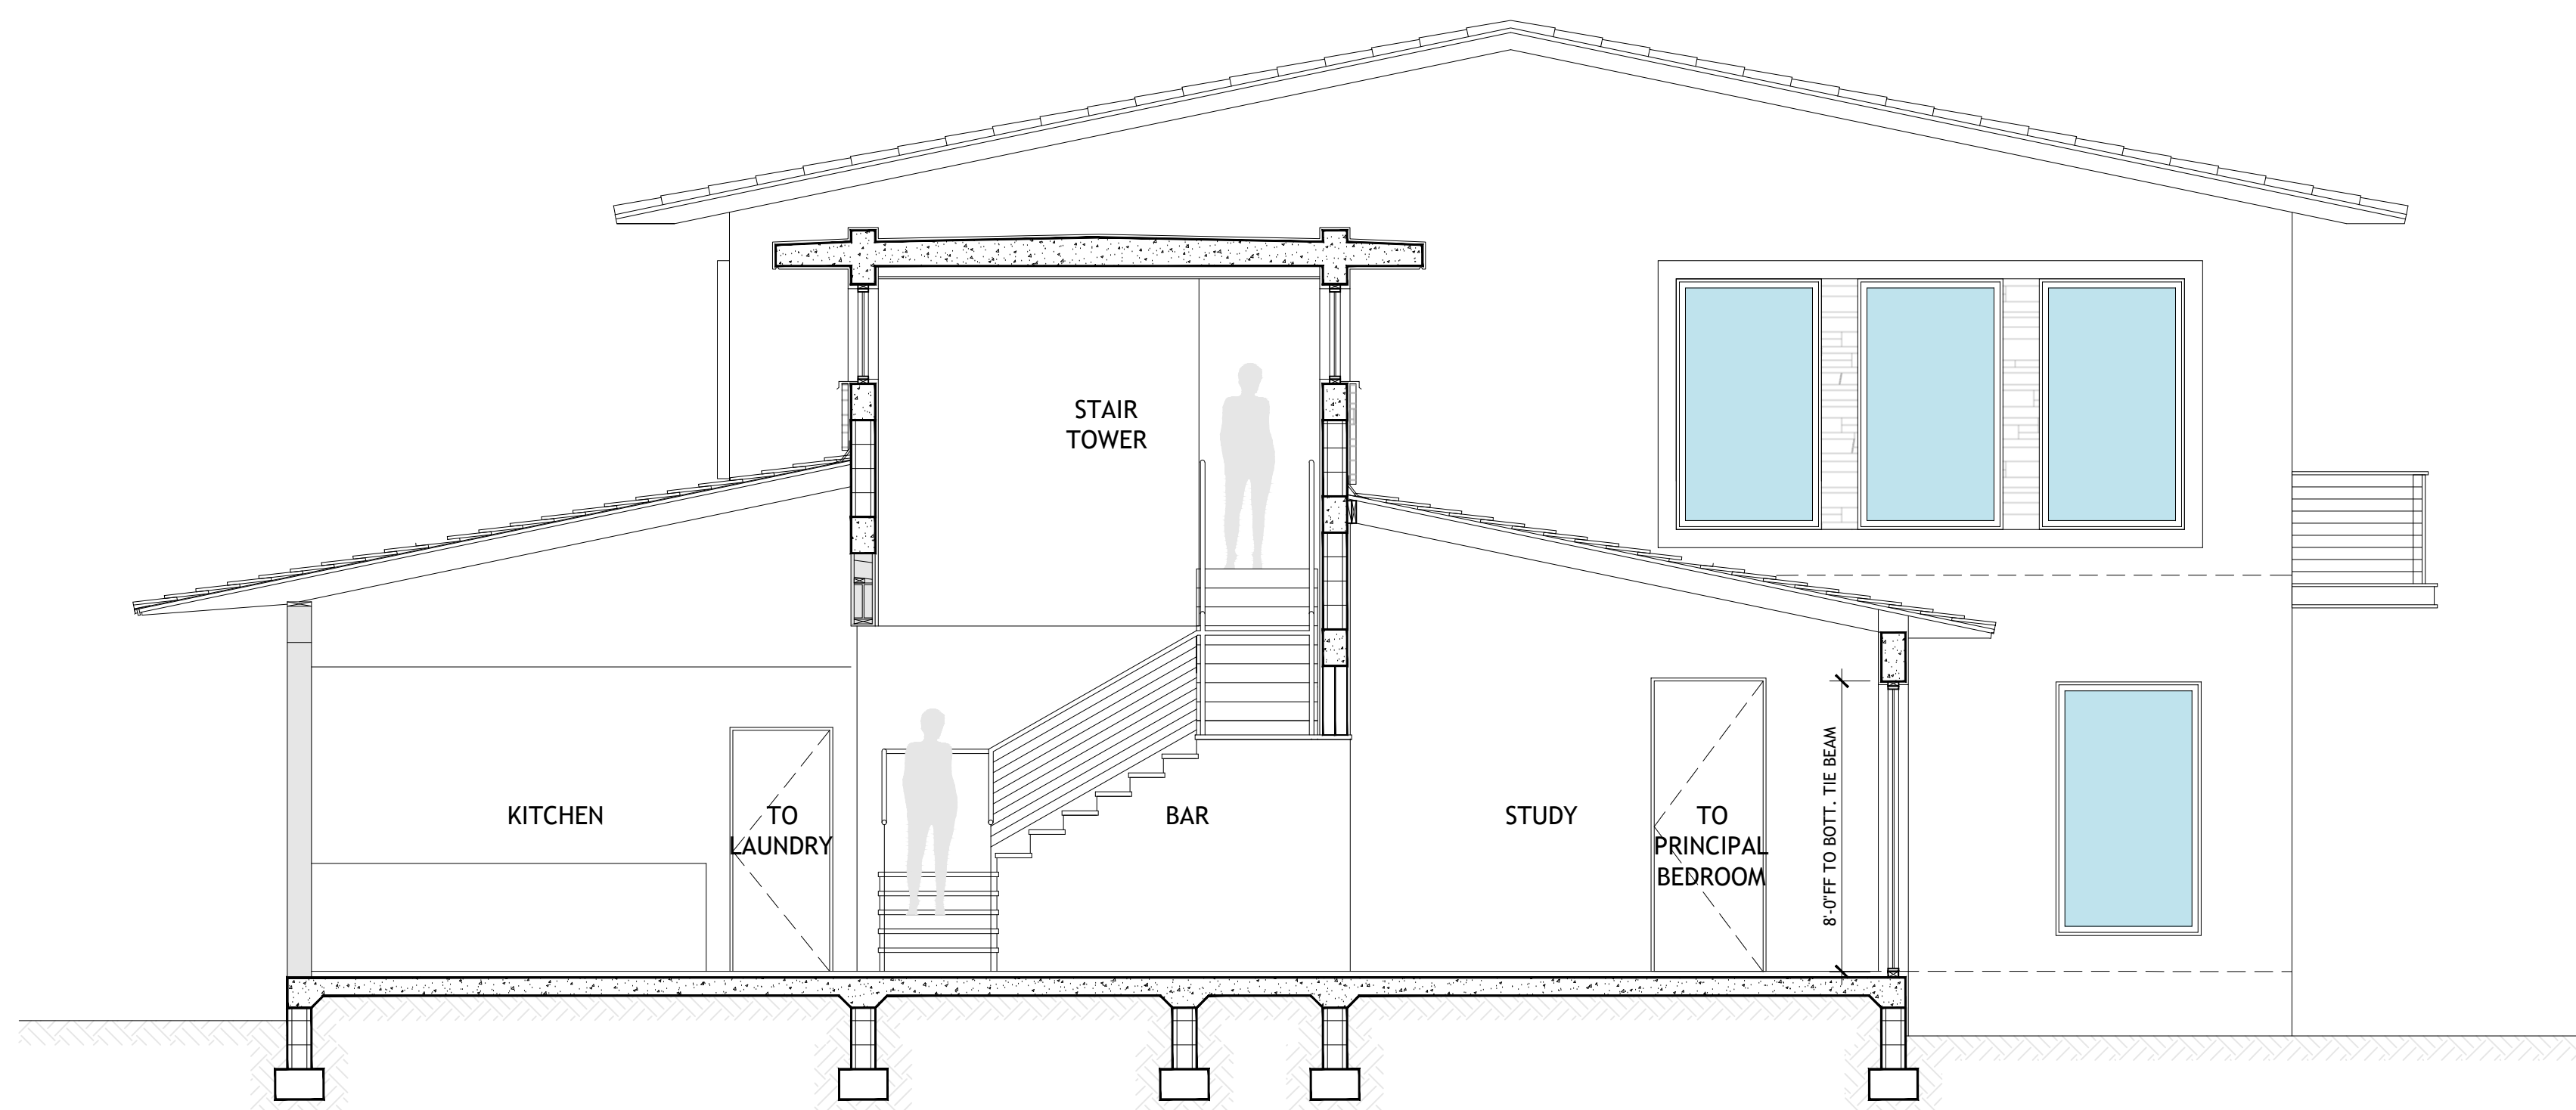 STAIR
TOWER
KITCHEN
TO
LAUNDRY
BAR
STUDY
TO
PRINCIPAL
BEDROOM
8'-0"FF TO BOTT. TIE BEAM